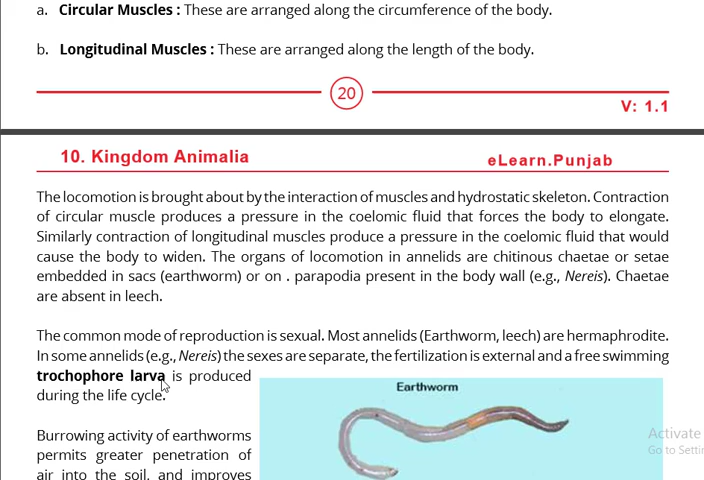 a. Circular Muscles : These are arranged along the circumference of the body.
b. Longitudinal Muscles : These are arranged along the length of the body.
20
V: 1.1
10. Kingdom Animalia
eLearn.Punjab
The locomotion is brought about by the interaction of muscles and hydrostatic skeleton. Contraction
of circular muscle produces a pressure in the coelomic fluid that forces the body to elongate.
Similarly contraction of longitudinal muscles produce a pressure in the coelomic fluid that would
cause the body to widen. The organs of locomotion in annelids are chitinous chaetae or setae
embedded in sacs (earthworm) or on . parapodia present in the body wall (e.g., Nereis). Chaetae
are absent in leech.
The common mode of reproduction is sexual. Most annelids (Earthworm, leech) are hermaphrodite.
In some annelids (e.g., Nereis) the sexes are separate, the fertilization is external and a free swimming
trochophore larva is produced
during the life cycle.
Earthworm
Burrowing activity of earthworms
permits greater penetration of
air into the soil, and improves
Activate
Go to Setti